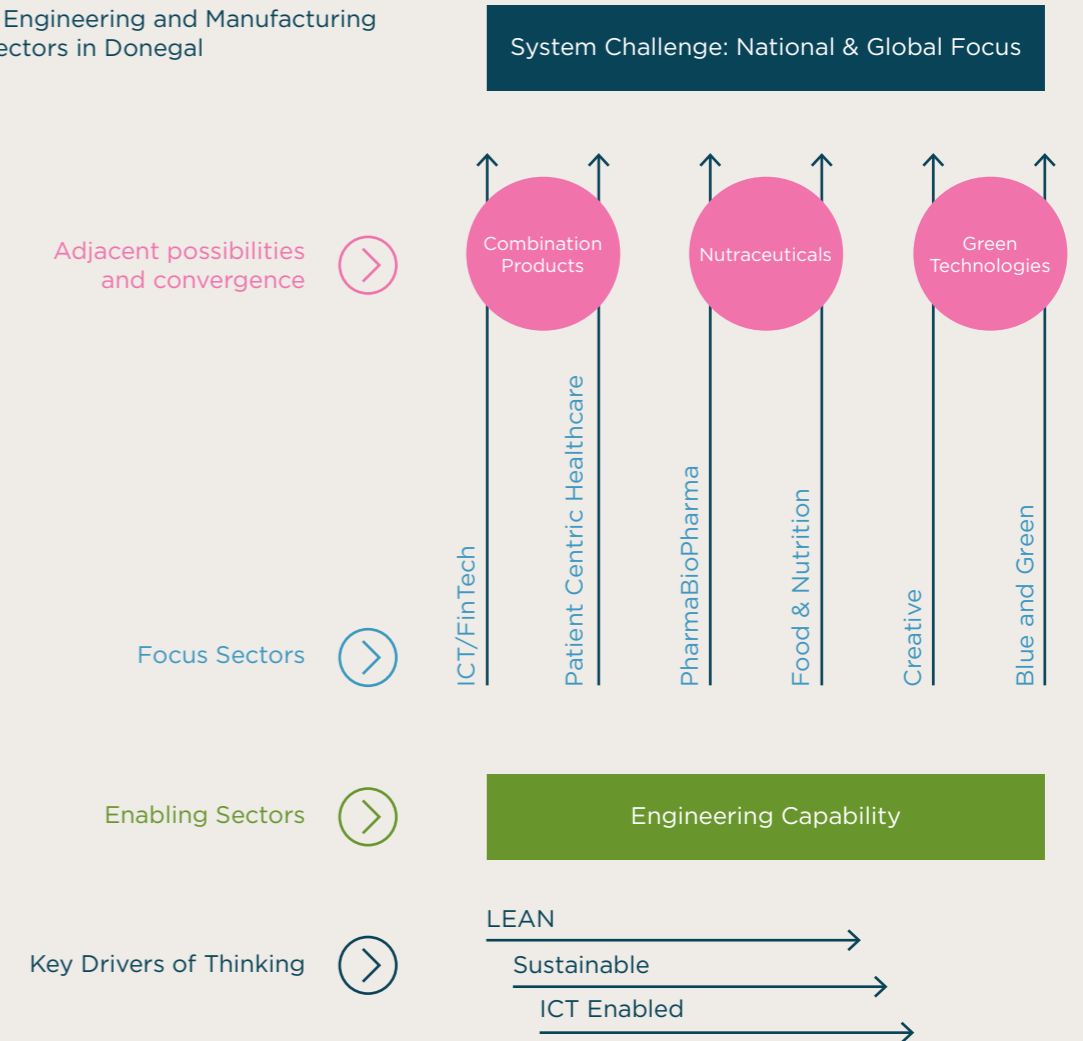 Engineering and Manufacturing
ectors in Donegal
System Challenge: National & Global Focus
Adjacent possibilities
and convergence
Combination
Products
Nutraceuticals
Green
Technologies
Focus Sectors
ICT/FinTech
Patient Centric Healthcare
PharmaBioPharma
Food & Nutrition
Creative
Blue and Green
Enabling Sectors
Engineering Capability
Key Drivers of Thinking
LEAN
Sustainable
ICT Enabled